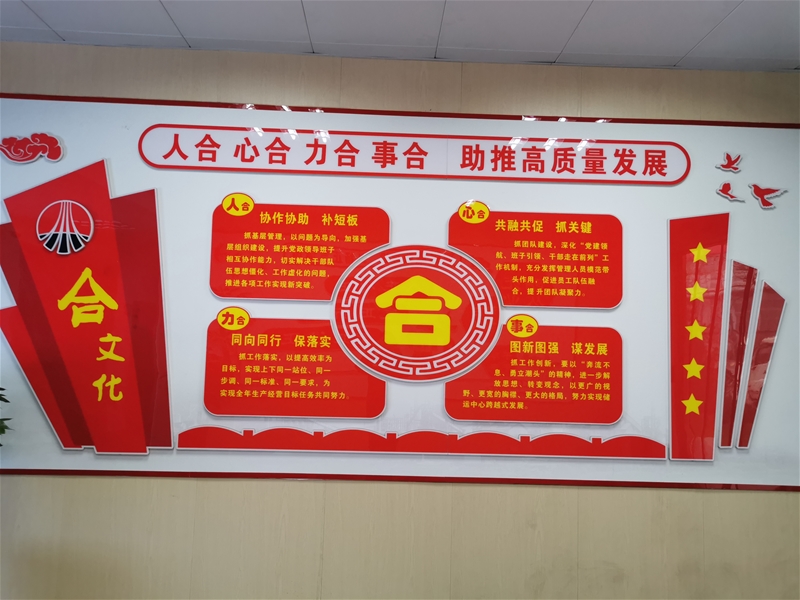 人合 心合 力合 事合 助推高质量发展
合文化
人合
协作协助 补短板
抓基层管理，以问题为导向，加强基
层组织建设，提升党政领导班子
相互协作能力，切实解决干部队
伍思想僵化、工作虚化的问题，
推进各项工作实现新突破。
心合
共融共促 抓关键
抓团队建设，深化“党建领
航、班子引领、干部走在前列”工
作机制，充分发挥管理人员模范带
头作用，促进员工队伍融
合，提升团队凝聚力。
合
力合
同向同行 保落实
抓工作落实，以提高效率为
目标，实现上下同一站位、同一
步调、同一标准、同一要求，为
实现全年生产经营目标任务共同努力。
事合
图新图强 谋发展
抓工作创新，要以“奔流不
息、勇立潮头”的精神，进一步解
放思想、转变观念，以更广的视
野、更宽的胸襟、更大的格局，努力实现储
运中心跨越式发展。